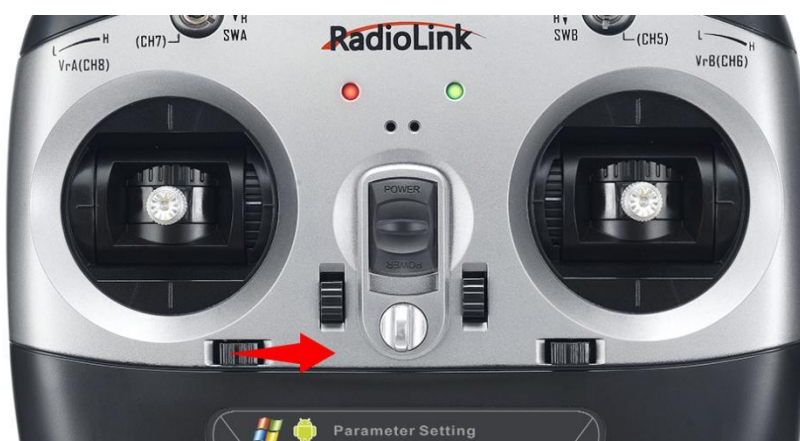 RadioLink
L H
VrA(CH8)
(CH7)
H
SWA
H
SWB
(CH5)
L H
VrB(CH6)
POWER
POWER
Parameter Setting